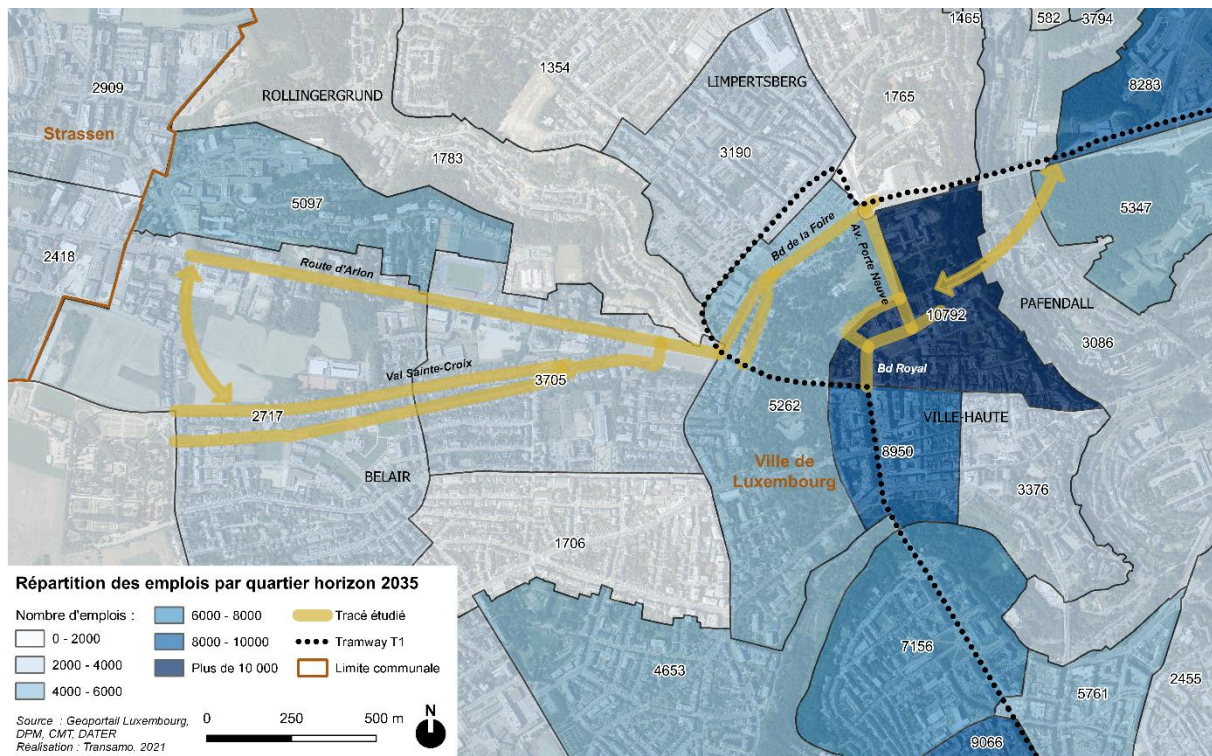 1465
582
3794
2909
1354
LIMPERTSBERG
1765
8283
ROLLINGERGRUND
Strassen
3190
1783
5097
5347
Bd de la Foire
2418
Av. Porte Neuve
Route d'Arlon
PAFENDALL
10792
3086
Val Sainte-Croix
Bd Royal
3705
2717
5262
VILLE-HAUTE
8950
Ville de
Luxembourg
BELAIR
3376
1706
7156
4653
2455
5761
9066
Répartition des emplois par quartier horizon 2035
Nombre d'emplois :
0 - 2000
2000 - 4000
4000 - 6000
6000 - 8000
8000 - 10000
Plus de 10 000
Tracé étudié
Tramway T1
Limite communale
Source : Geoportail Luxembourg,
DPM, CMT, DATER
Réalisation : Transamo, 2021
0 250 500 m
N